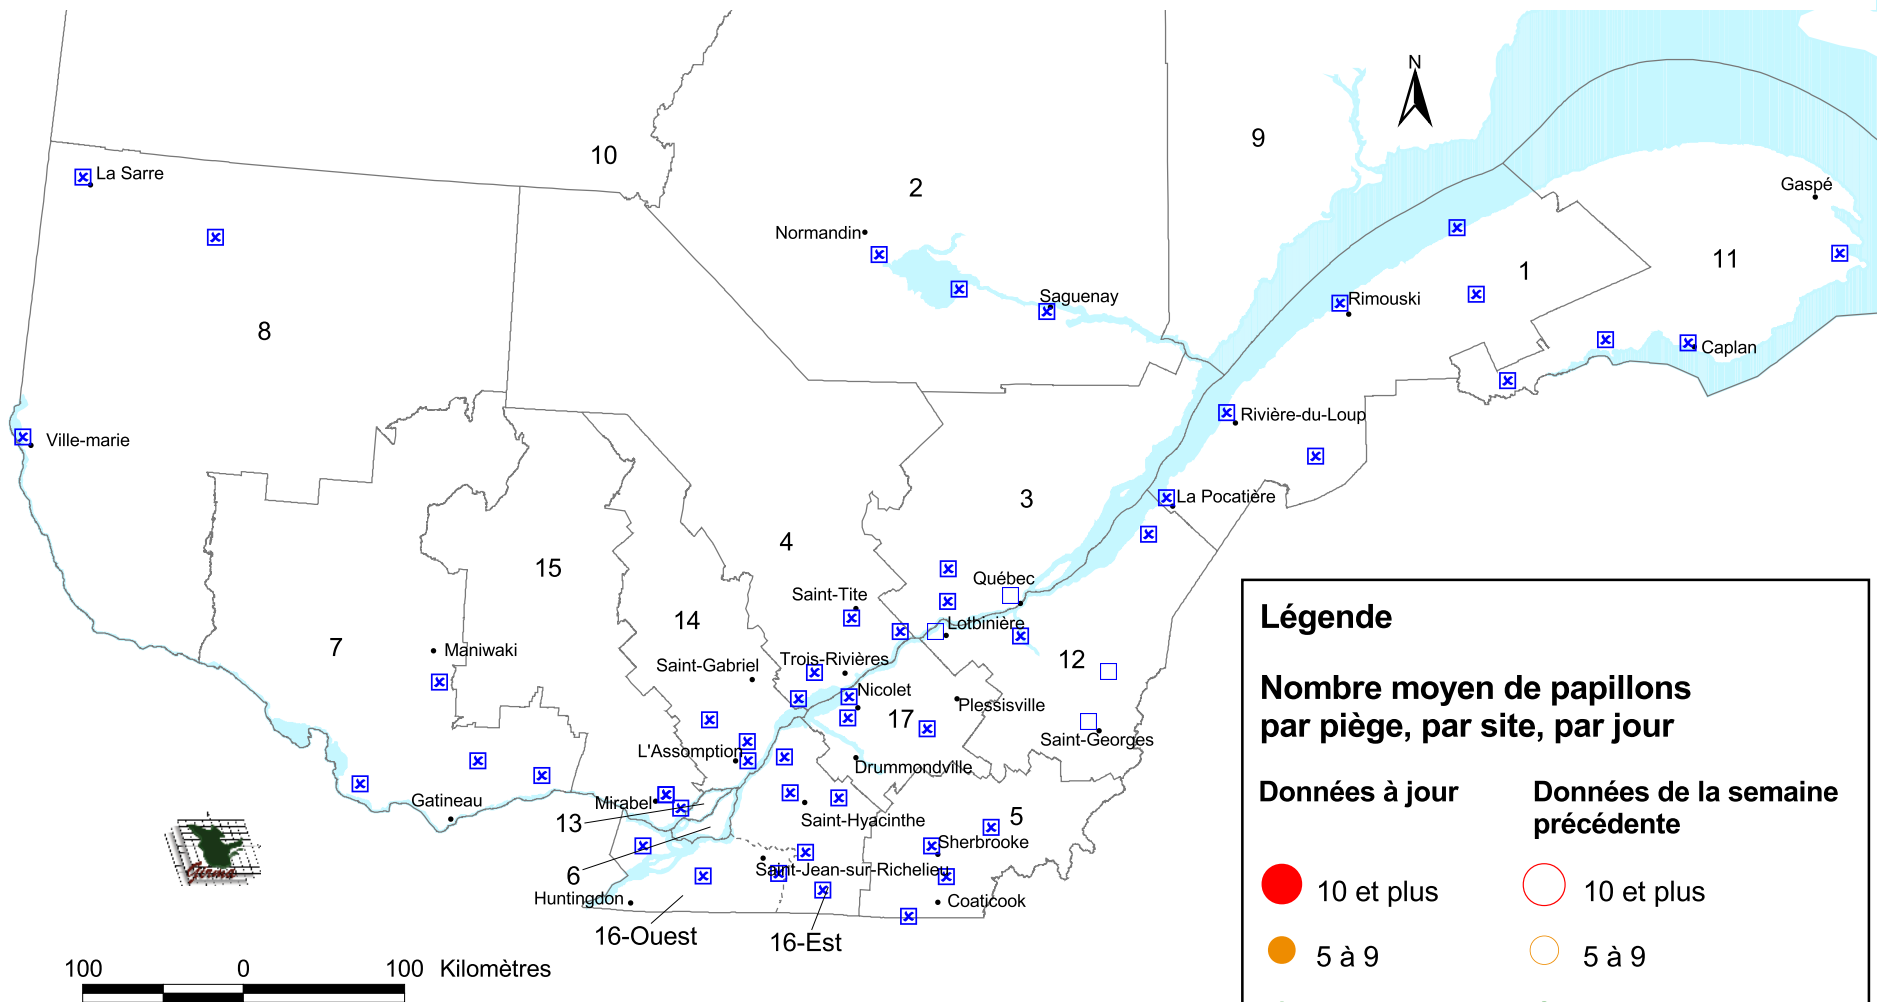 N
9
10
La Sarre
2
Gaspé
Normandin
11
1
Saguenay
Rimouski
8
Caplan
Rivière-du-Loup
Ville-marie
3
La Pocatière
4
15
Québec
Saint-Tite
14
Lotbinière
7
Maniwaki
12
Saint-Gabriel
Trois-Rivières
Nicolet
Plessisville
17
Saint-Georges
L'Assomption
Drummondville
Gatineau
Mirabel
13
Saint-Hyacinthe
5
Sherbrooke
6
Saint-Jean-sur-Richelieu
Huntingdon
Coaticook
16-Ouest
16-Est
100 0 100 Kilomètres
Girma
Légende
Nombre moyen de papillons
par piège, par site, par jour
Données à jour
Données de la semaine
précédente
10 et plus
10 et plus
5 à 9
5 à 9